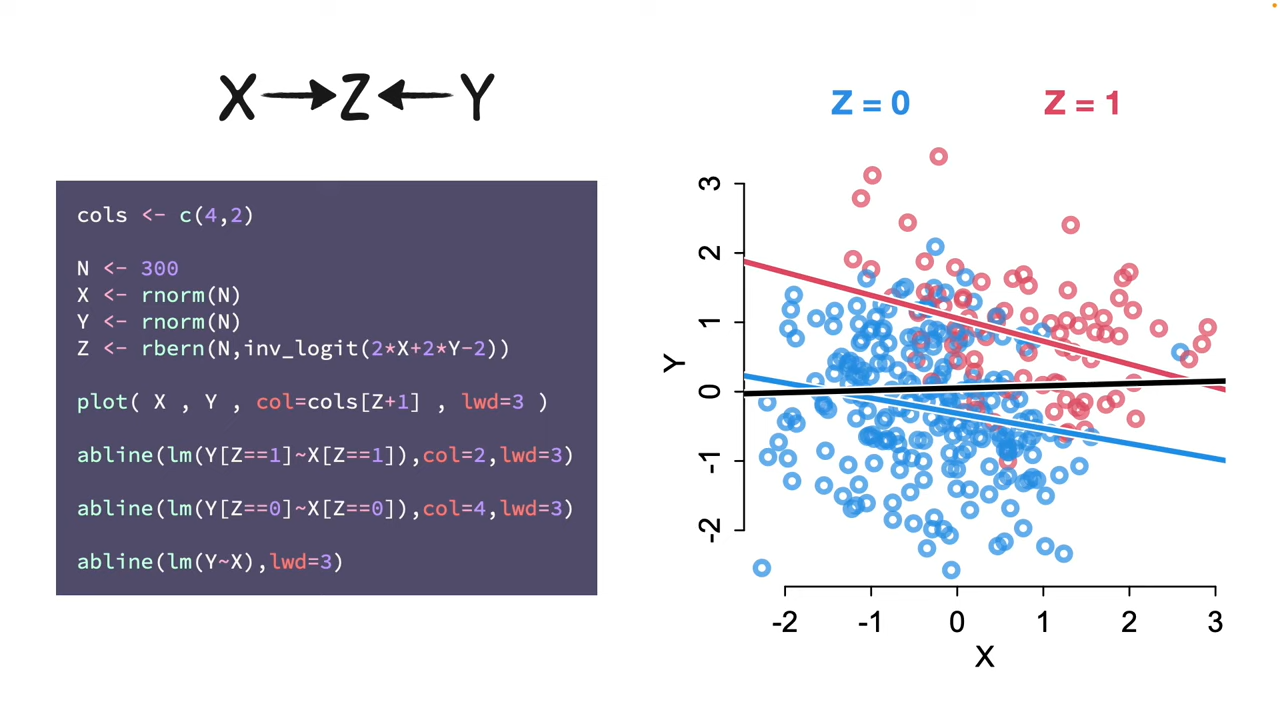 X→Z←Y
cols <- c(4,2)
N <- 300
X <- rnorm(N)
Y <- rnorm(N)
Z <- rbern(N,inv_logit(2*X+2*Y-2))
plot( X , Y , col=cols[Z+1] , lwd=3 )
abline(lm(Y[Z==1]~X[Z==1]),col=2,lwd=3)
abline(lm(Y[Z==0]~X[Z==0]),col=4,lwd=3)
abline(lm(Y~X),lwd=3)
Z = 0 Z = 1
3
2
1
0
-1
-2
Y
-2 -1 0 1 2 3
X